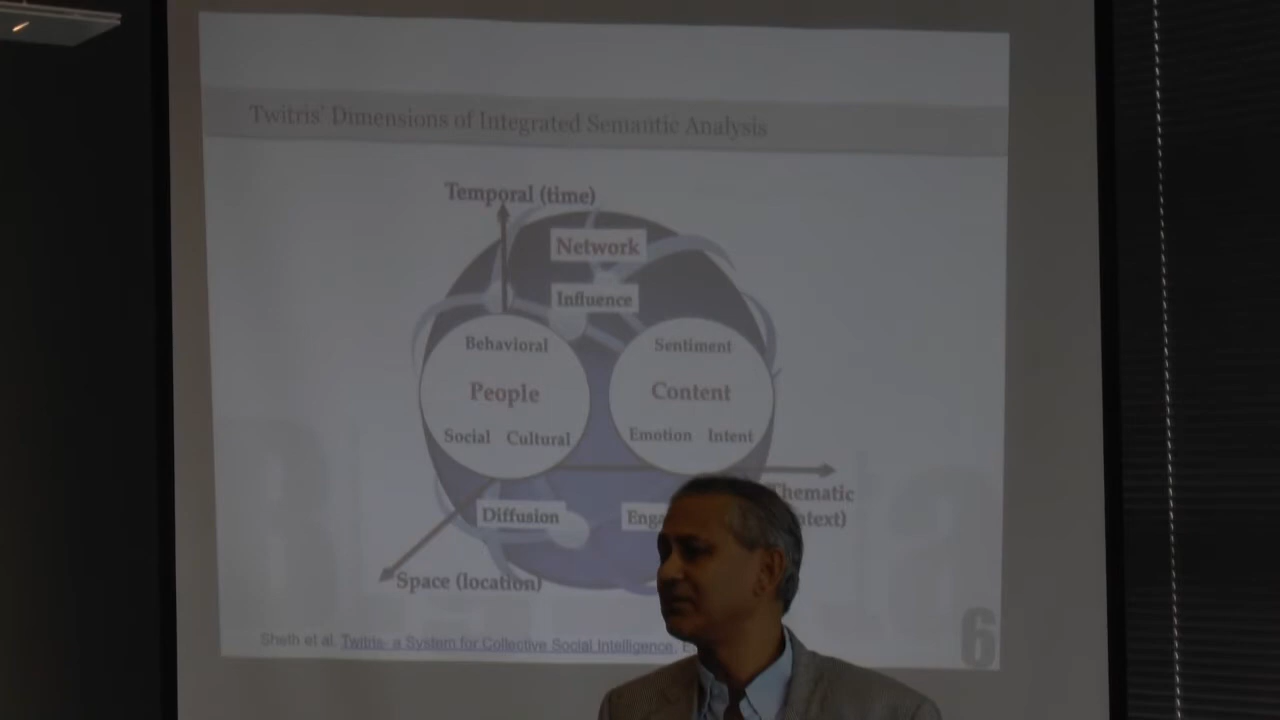 Twitris' Dimensions of Integrated Semantic Analysis
Temporal (time)
Network
Influence
Behavioral
People
Social Cultural
Sentiment
Content
Emotion Intent
Thematic
Diffusion
Space (location)
Sheth et al. Twitris- a System for Collective Social Intelligence,
6